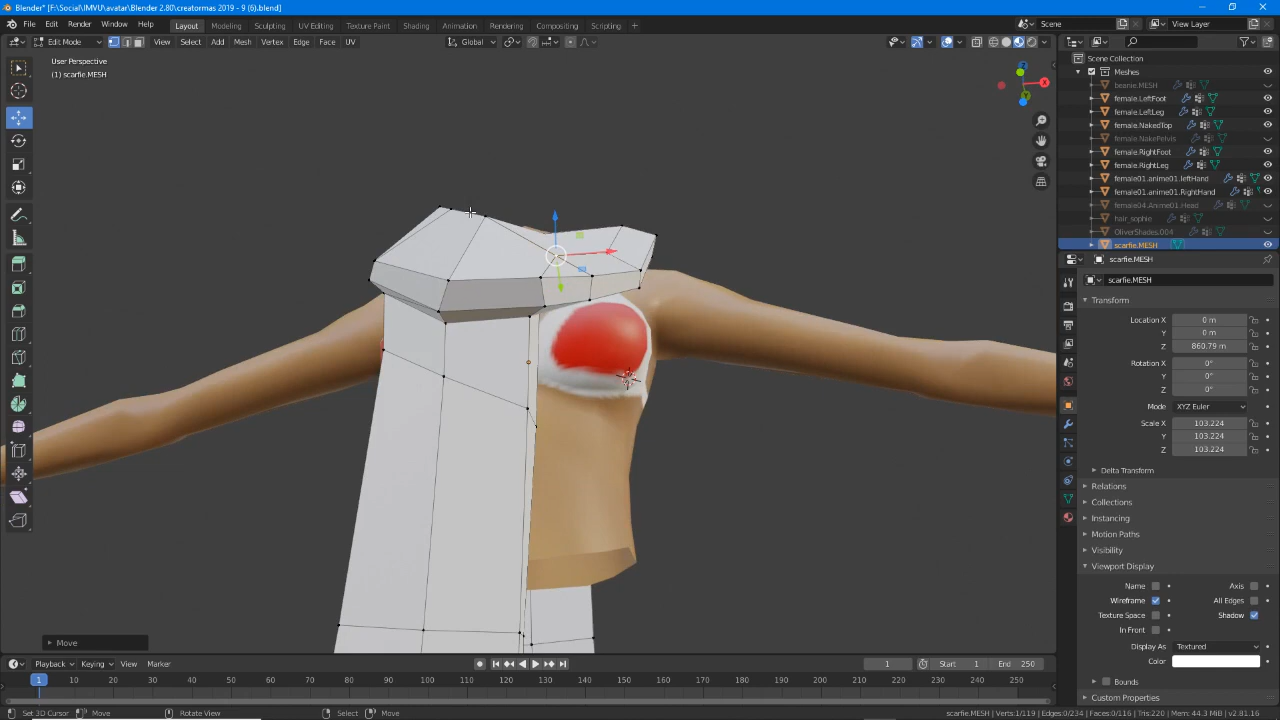 Blender* [F:\Social\IMVU\avatar\Blender 2.80\creatormas 2019 - 9 (6).blend]
File Edit Render Window Help Layout Modeling Sculpting UV Editing Texture Paint Shading Animation Rendering Compositing Scripting + Scene View Layer
Edit Mode View Select Add Mesh Vertex Edge Face UV Global
User Perspective
(1) scarfie.MESH
Scene Collection
Meshes
beanie.MESH
female.LeftFoot
female.LeftLeg
female.NakedTop
female.NakePelvis
female.RightFoot
female.RightLeg
female01.anime01.leftHand
female01.anime01.RightHand
female04.Anime01.Head
hair_sophie
OliverShades.004
scarfie.MESH
scarfie.MESH
scarfie.MESH
Transform
Location X 0 m
Y 0 m
Z 860.79 m
Rotation X 0°
Y 0°
Z 0°
Mode XYZ Euler
Scale X 103.224
Y 103.224
Z 103.224
Delta Transform
Relations
Collections
Instancing
Motion Paths
Visibility
Viewport Display
Name Axis
Wireframe All Edges
Texture Space Shadow
In Front
Display As Textured
Color
Bounds
Custom Properties
Move
Playback Keying View Marker 1 Start 1 End 250
1 10 20 30 40 50 60 70 80 90 100 110 120 130 140 150 160 170 180 190 200 210 220 230 240 250
Set 3D Cursor Move Rotate View Select Move scarfie.MESH | Verts:1/119 | Edges:0/234 | Faces:0/116 | Tris:220 | Mem: 44.3 MiB | v2.81.16